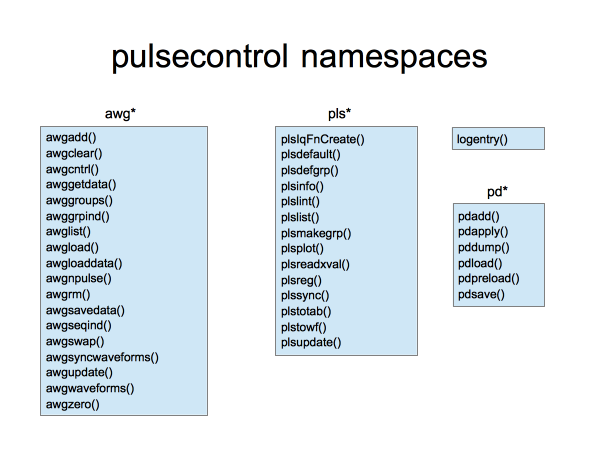 pulsecontrol namespaces
awg*
awgadd()
awgclear()
awgcntrl()
awggetdata()
awggroups()
awggrpind()
awglist()
awgload()
awgloaddata()
awgnpulse()
awgrm()
awgsavedata()
awgseqind()
awgswap()
awgsyncwaveforms()
awgupdate()
awgwaveforms()
awgzero()
pls*
plsIqFnCreate()
plsdefault()
plsdefgrp()
plsinfo()
plslint()
plslist()
plsmakegrp()
plsplot()
plsreadxval()
plsreg()
plssync()
plstotab()
plstowf()
plsupdate()
logentry()
pd*
pdadd()
pdapply()
pddump()
pdload()
pdpreload()
pdsave()